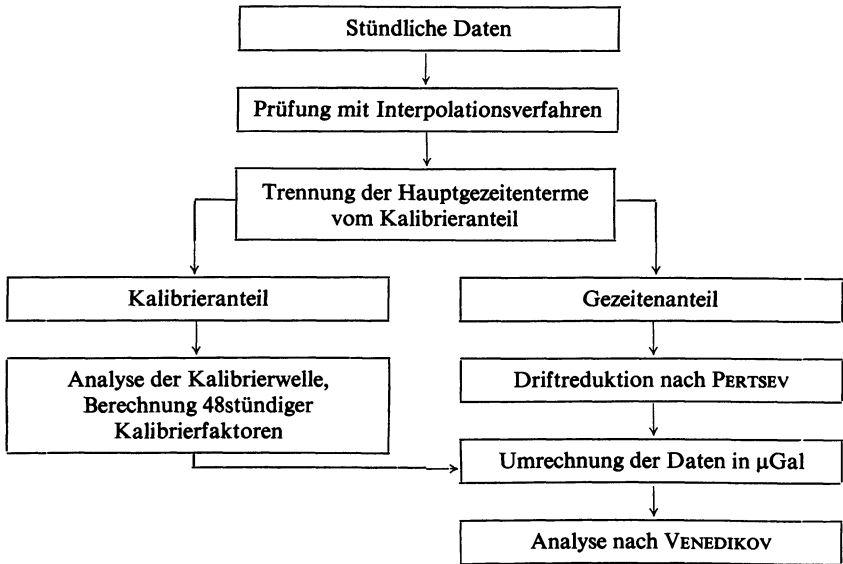 Stündliche Daten
Prüfung mit Interpolationsverfahren
Trennung der Hauptgezeitenterme
vom Kalibrieranteil
Kalibrieranteil
Gezeitenanteil
Analyse der Kalibrierwelle,
Berechnung 48stündiger
Kalibrierfaktoren
Driftreduktion nach PERTSEV
Umrechnung der Daten in µGal
Analyse nach VENEDIKOV